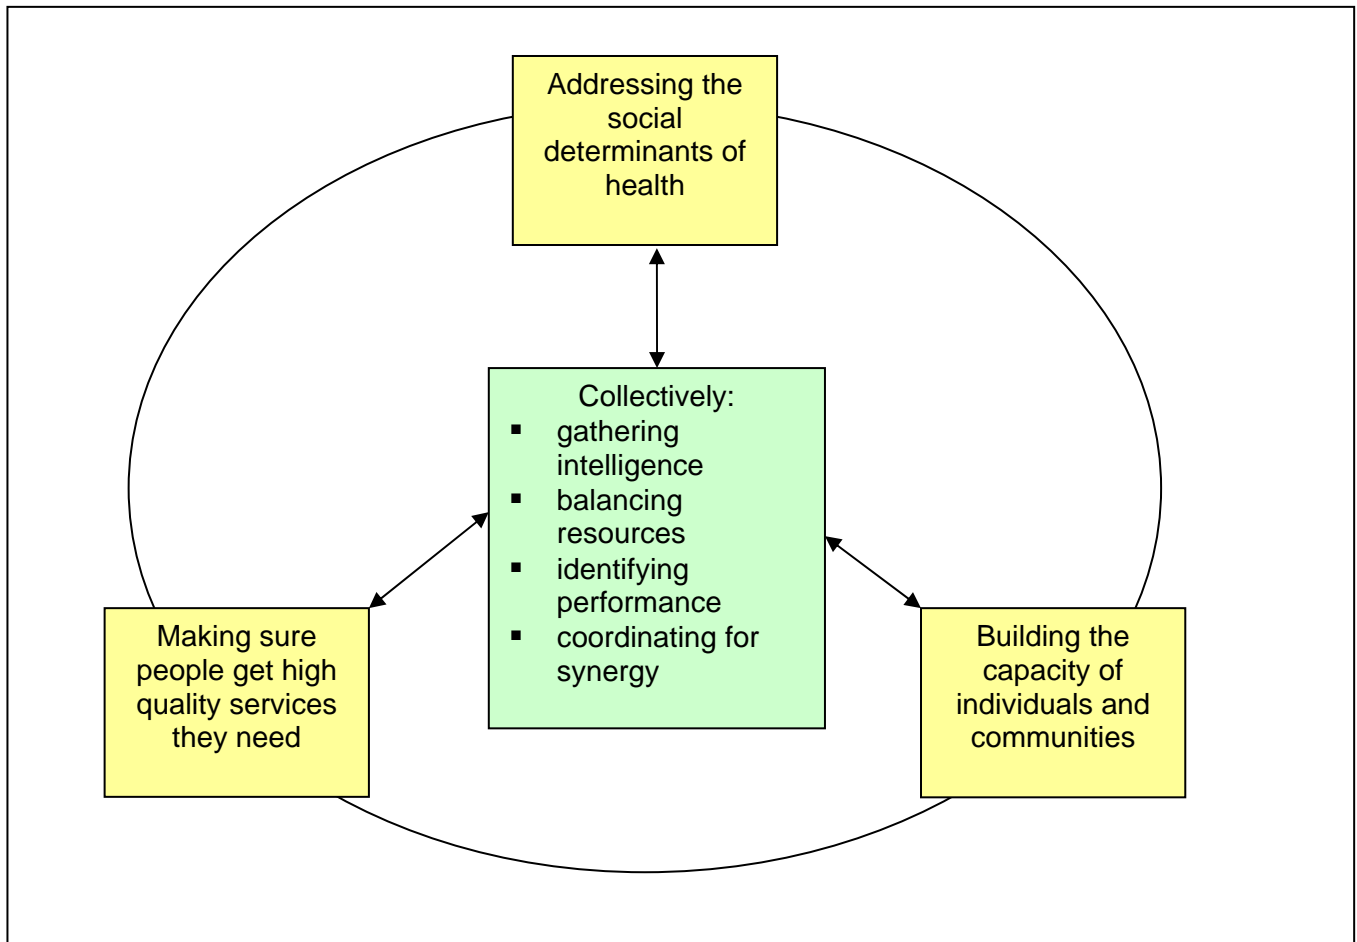 Addressing the
social
determinants of
health
Collectively:
▪ gathering
intelligence
▪ balancing
resources
▪ identifying
performance
▪ coordinating for
synergy
Making sure
people get high
quality services
they need
Building the
capacity of
individuals and
communities